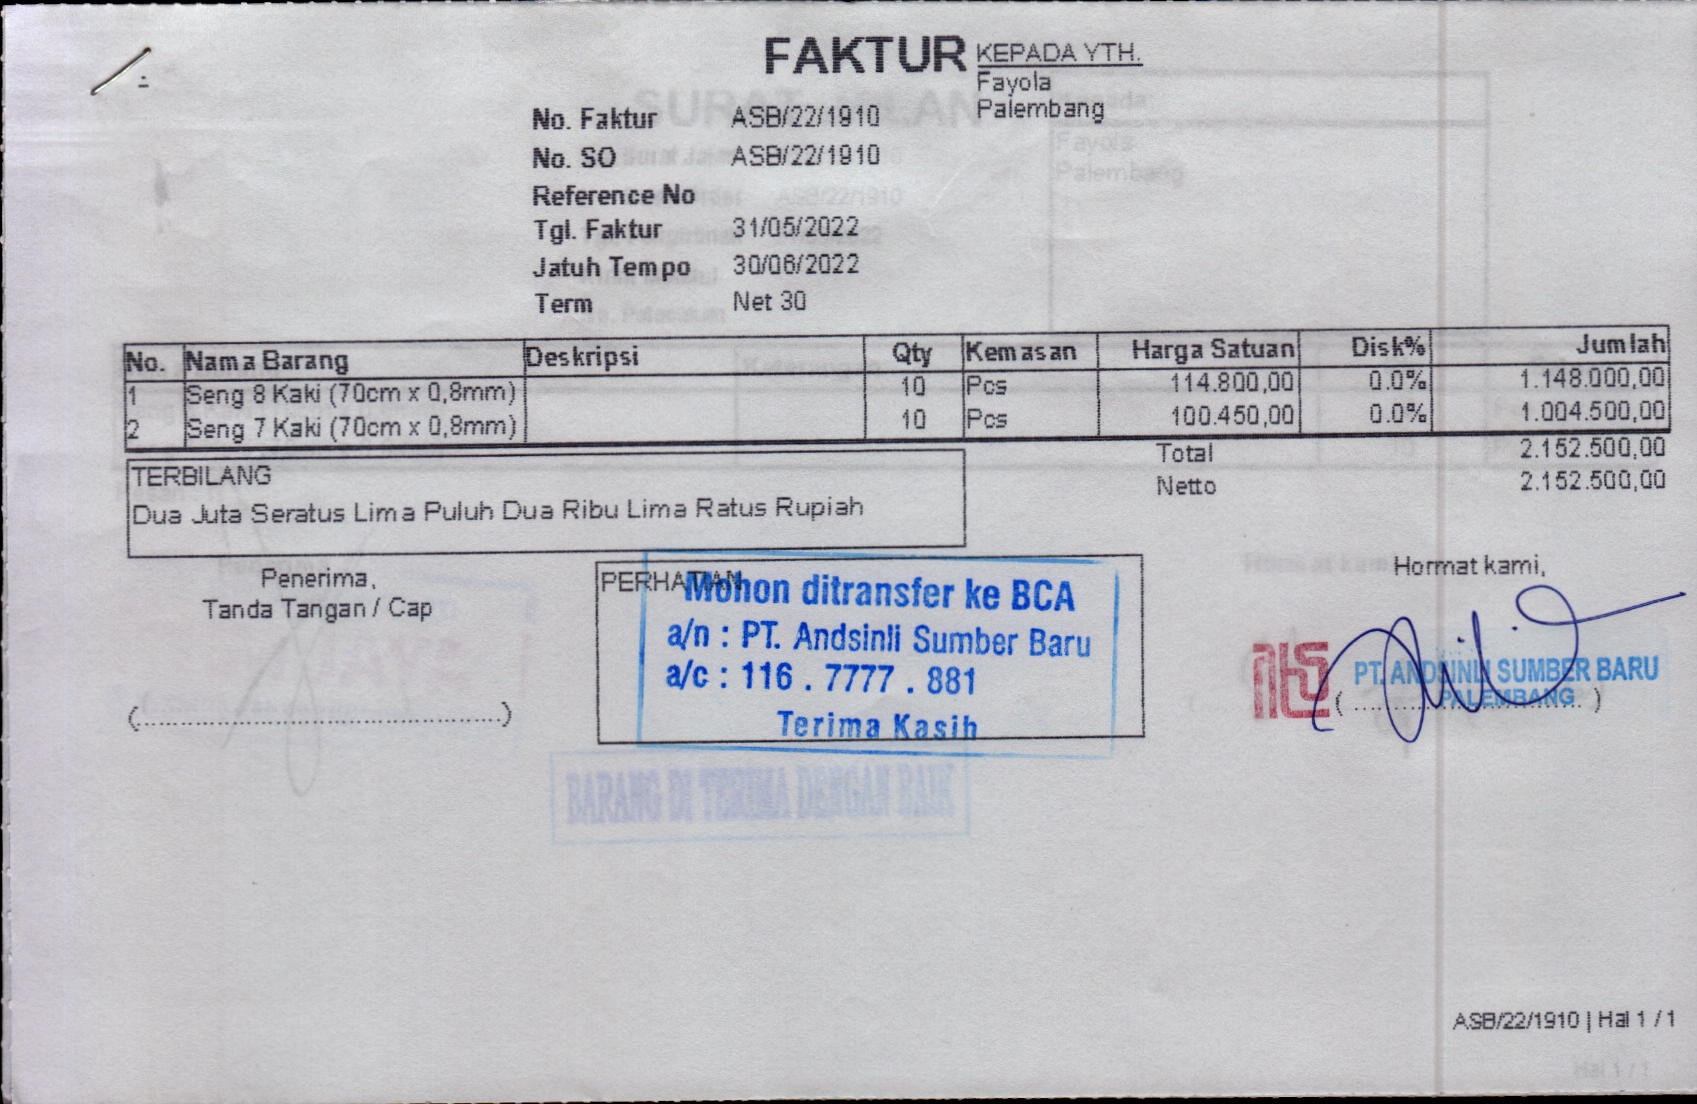 FAKTUR
KEPADA YTH.
Fayola
Palembang
No. Faktur ASB/22/1910
No. SO ASB/22/1910
Reference No
Tgl. Faktur 31/05/2022
Jatuh Tempo 30/06/2022
Term Net 30
No. Nama Barang Deskripsi Qty Kemasan Harga Satuan Disk% Jumlah
1 Seng 8 Kaki (70cm x 0,8mm) 10 Pcs 114.800,00 0.0% 1.148.000,00
2 Seng 7 Kaki (70cm x 0,8mm) 10 Pcs 100.450,00 0.0% 1.004.500,00
Total 2.152.500,00
Netto 2.152.500,00
TERBILANG
Dua Juta Seratus Lima Puluh Dua Ribu Lima Ratus Rupiah
Penerima,
Tanda Tangan / Cap
(........................................)
PERHATIAN
Mohon ditransfer ke BCA
a/n : PT. Andsinli Sumber Baru
a/c : 116 . 7777 . 881
Terima Kasih
Hormat kami,
PT. ANDSINLI SUMBER BARU
PALEMBANG
BARANG DI TERIMA DENGAN BAIK
ASB/22/1910 | Hal 1 / 1
Hal 1 / 1